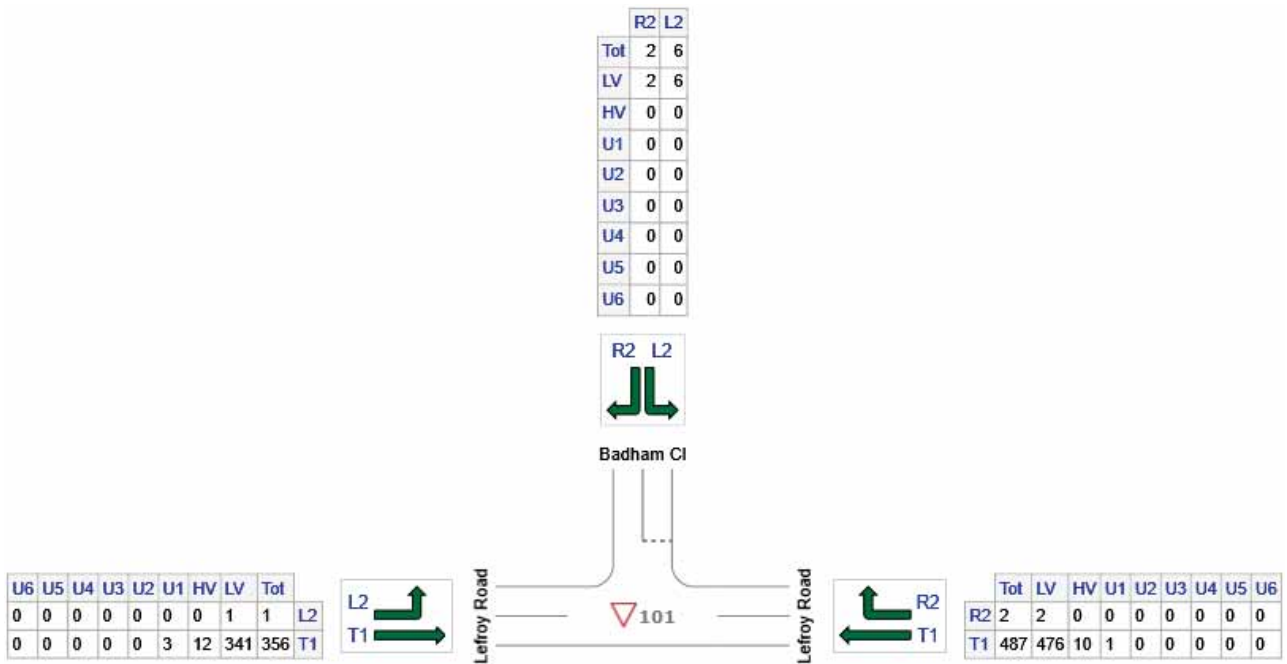 R2 L2
Tot 2 6
LV 2 6
HV 0 0
U1 0 0
U2 0 0
U3 0 0
U4 0 0
U5 0 0
U6 0 0
R2 L2
Badham Cl
U6 U5 U4 U3 U2 U1 HV LV Tot
0 0 0 0 0 0 0 1 1 L2
0 0 0 0 0 3 12 341 356 T1
L2
T1
Lefroy Road
101
Lefroy Road
R2
T1
Tot LV HV U1 U2 U3 U4 U5 U6
R2 2 2 0 0 0 0 0 0 0
T1 487 476 10 1 0 0 0 0 0